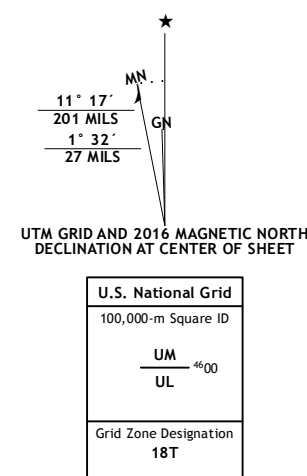 MN
11° 17´
201 MILS
GN
1° 32´
27 MILS
UTM GRID AND 2016 MAGNETIC NORTH
DECLINATION AT CENTER OF SHEET
U.S. National Grid
100,000-m Square ID
UM
4600
UL
Grid Zone Designation
18T